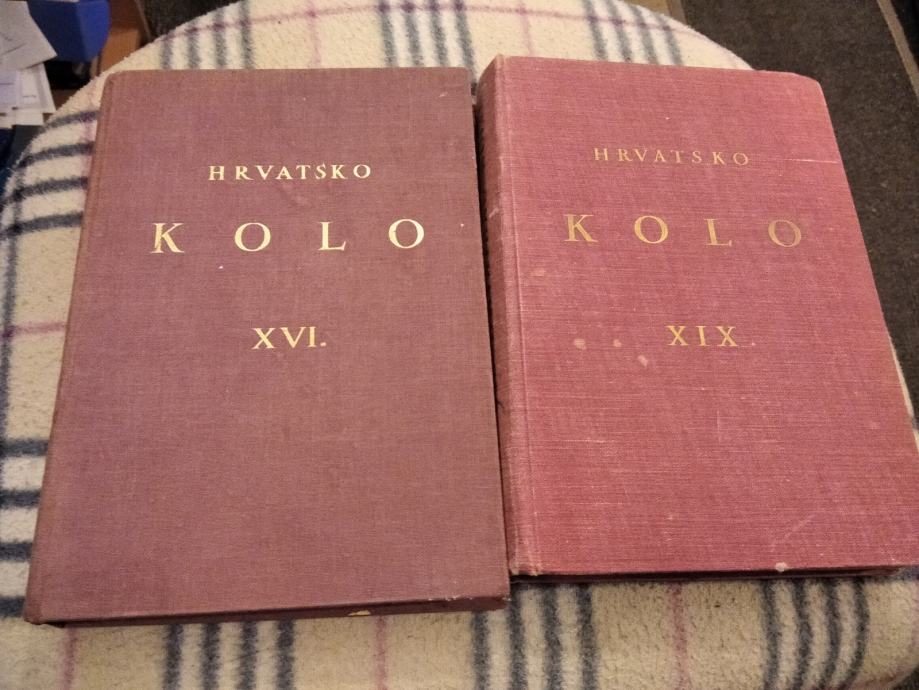 HRVATSKO
KOLO
XVI.
HRVATSKO
KOLO
XIX.